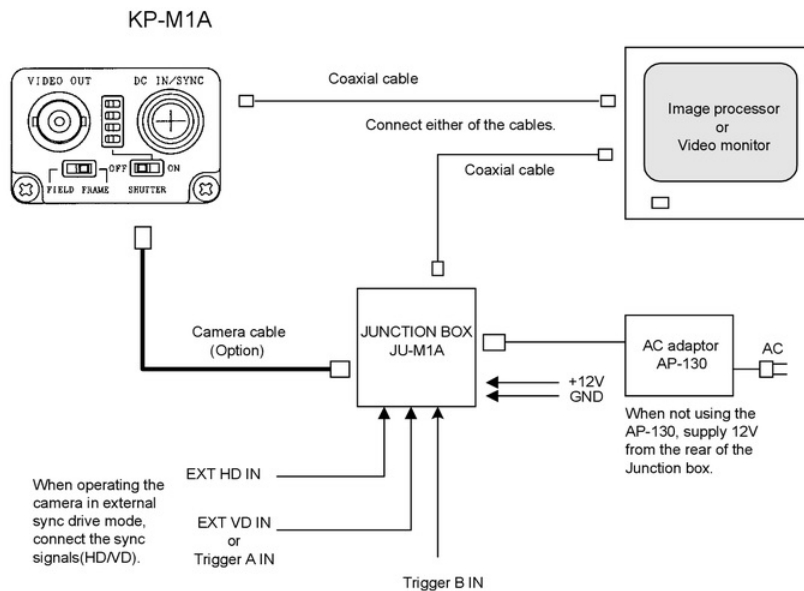 KP-M1A
VIDEO OUT
DC IN/SYNC
OFF
ON
FIELD FRAME
SHUTTER
Coaxial cable
Connect either of the cables.
Coaxial cable
Image processor
or
Video monitor
Camera cable
(Option)
JUNCTION BOX
JU-M1A
AC adaptor
AP-130
AC
+12V
GND
When not using the
AP-130, supply 12V
from the rear of the
Junction box.
When operating the
camera in external
sync drive mode,
connect the sync
signals(HD/VD).
EXT HD IN
EXT VD IN
or
Trigger A IN
Trigger B IN